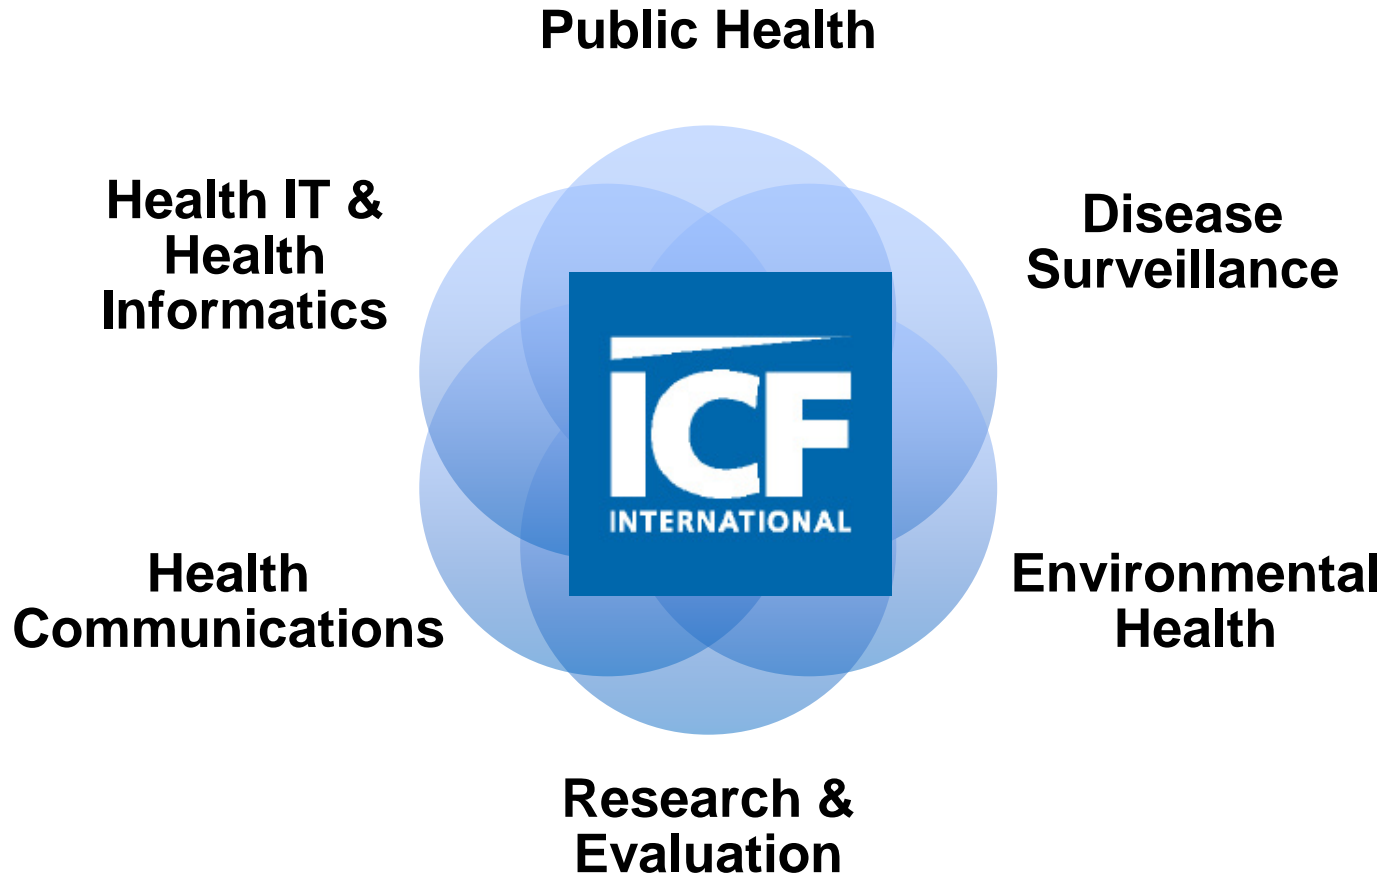 Public Health
Health IT &
Health
Informatics
Disease
Surveillance
ICF
INTERNATIONAL
Health
Communications
Environmental
Health
Research &
Evaluation